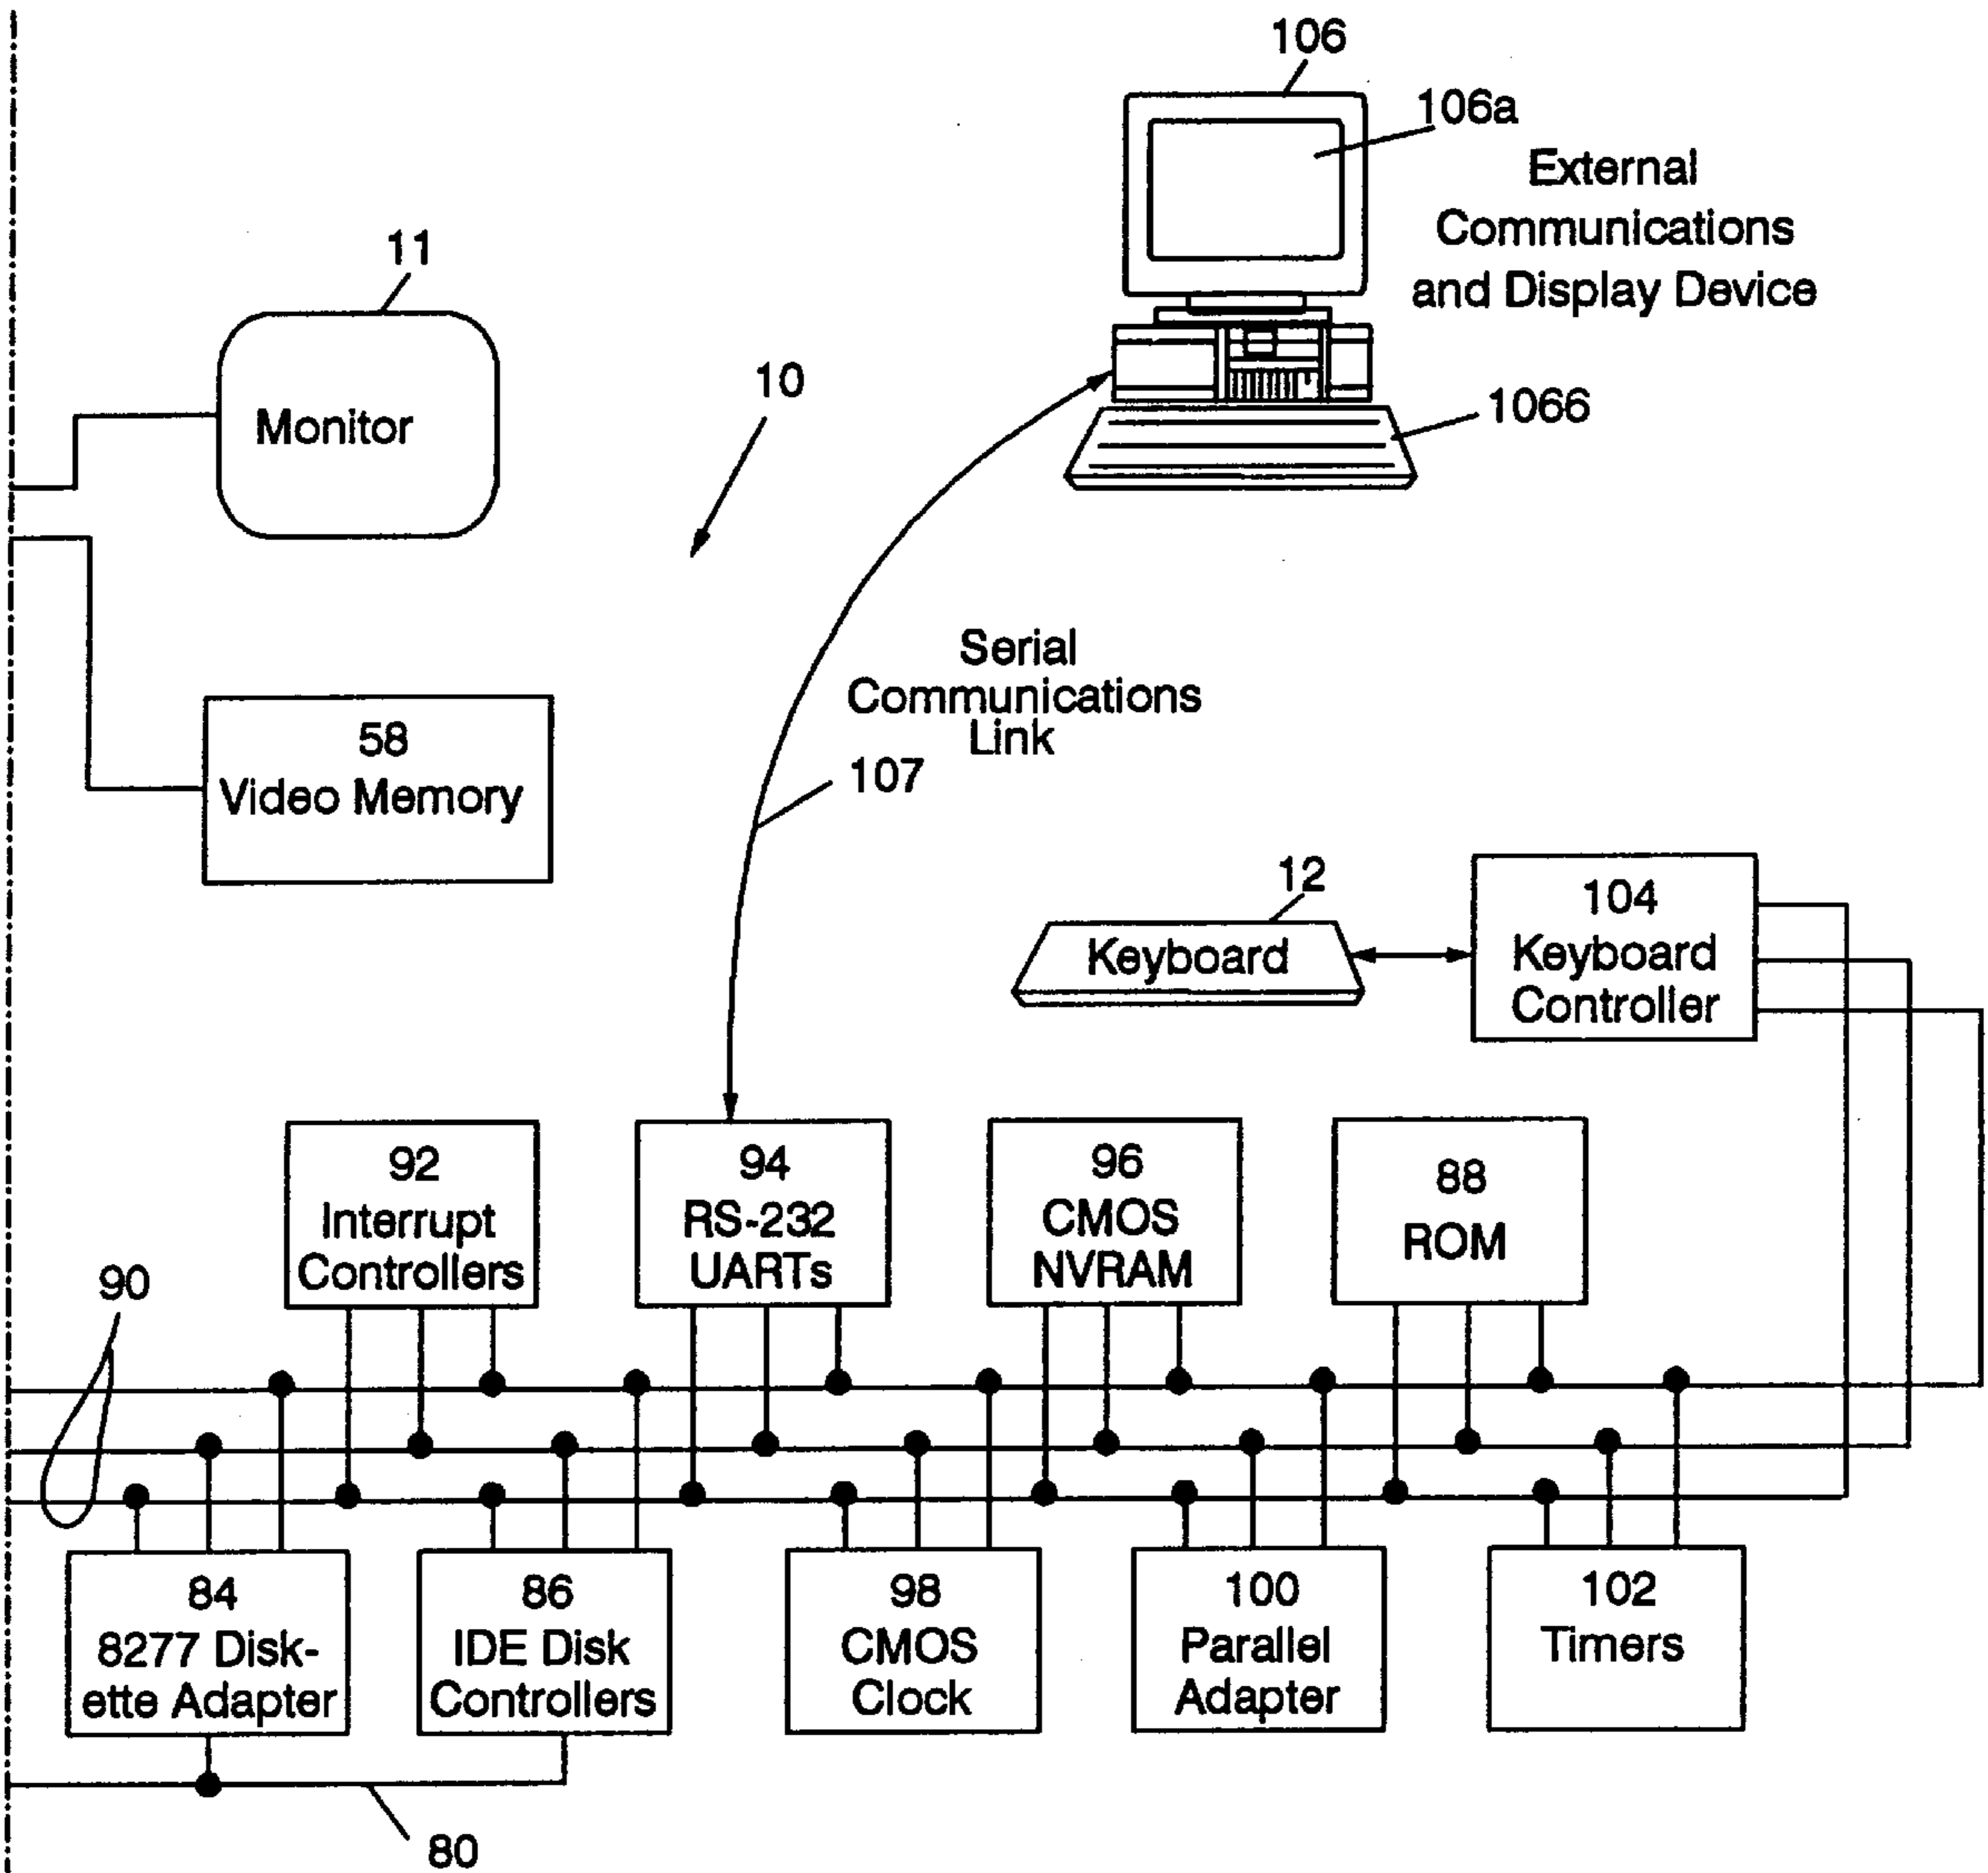 106
106a
External
Communications
and Display Device
11
Monitor
10
1066
Serial
Communications
Link
107
58
Video Memory
12
Keyboard
104
Keyboard
Controller
92
Interrupt
Controllers
94
RS-232
UARTs
96
CMOS
NVRAM
88
ROM
90
84
8277 Disk-
ette Adapter
86
IDE Disk
Controllers
98
CMOS
Clock
100
Parallel
Adapter
102
Timers
80